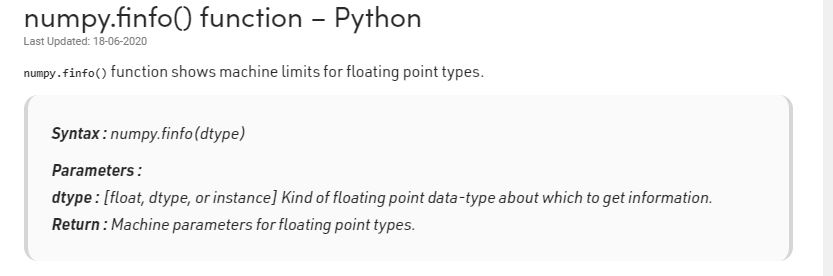 numpy.finfo() function – Python
Last Updated: 18-06-2020
numpy.finfo() function shows machine limits for floating point types.
Syntax : numpy.finfo(dtype)
Parameters :
dtype : [float, dtype, or instance] Kind of floating point data-type about which to get information.
Return : Machine parameters for floating point types.